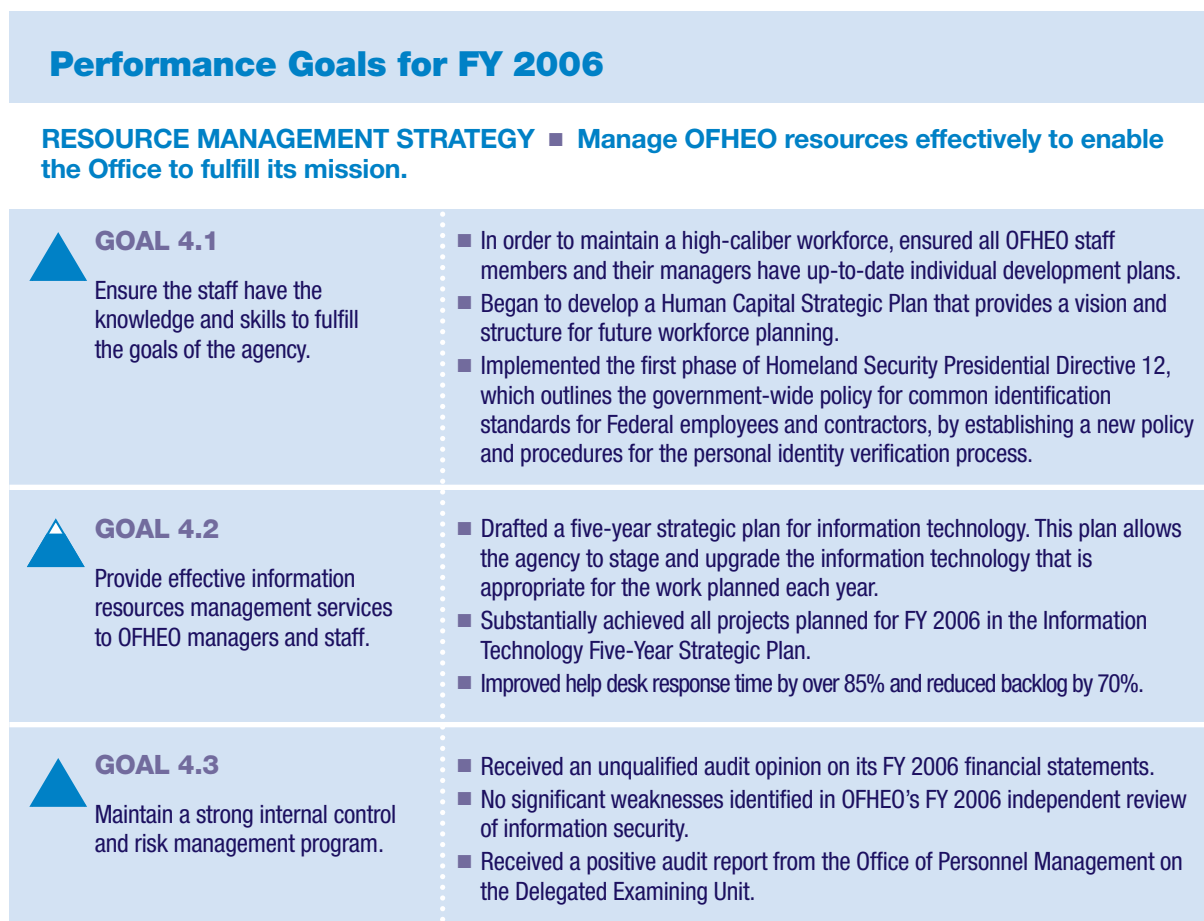 Performance Goals for FY 2006
RESOURCE MANAGEMENT STRATEGY ■ Manage OFHEO resources effectively to enable
the Office to fulfill its mission.
GOAL 4.1
Ensure the staff have the
knowledge and skills to fulfill
the goals of the agency.
■ In order to maintain a high-caliber workforce, ensured all OFHEO staff
members and their managers have up-to-date individual development plans.
■ Began to develop a Human Capital Strategic Plan that provides a vision and
structure for future workforce planning.
■ Implemented the first phase of Homeland Security Presidential Directive 12,
which outlines the government-wide policy for common identification
standards for Federal employees and contractors, by establishing a new policy
and procedures for the personal identity verification process.
GOAL 4.2
Provide effective information
resources management services
to OFHEO managers and staff.
■ Drafted a five-year strategic plan for information technology. This plan allows
the agency to stage and upgrade the information technology that is
appropriate for the work planned each year.
■ Substantially achieved all projects planned for FY 2006 in the Information
Technology Five-Year Strategic Plan.
■ Improved help desk response time by over 85% and reduced backlog by 70%.
GOAL 4.3
Maintain a strong internal control
and risk management program.
■ Received an unqualified audit opinion on its FY 2006 financial statements.
■ No significant weaknesses identified in OFHEO’s FY 2006 independent review
of information security.
■ Received a positive audit report from the Office of Personnel Management on
the Delegated Examining Unit.